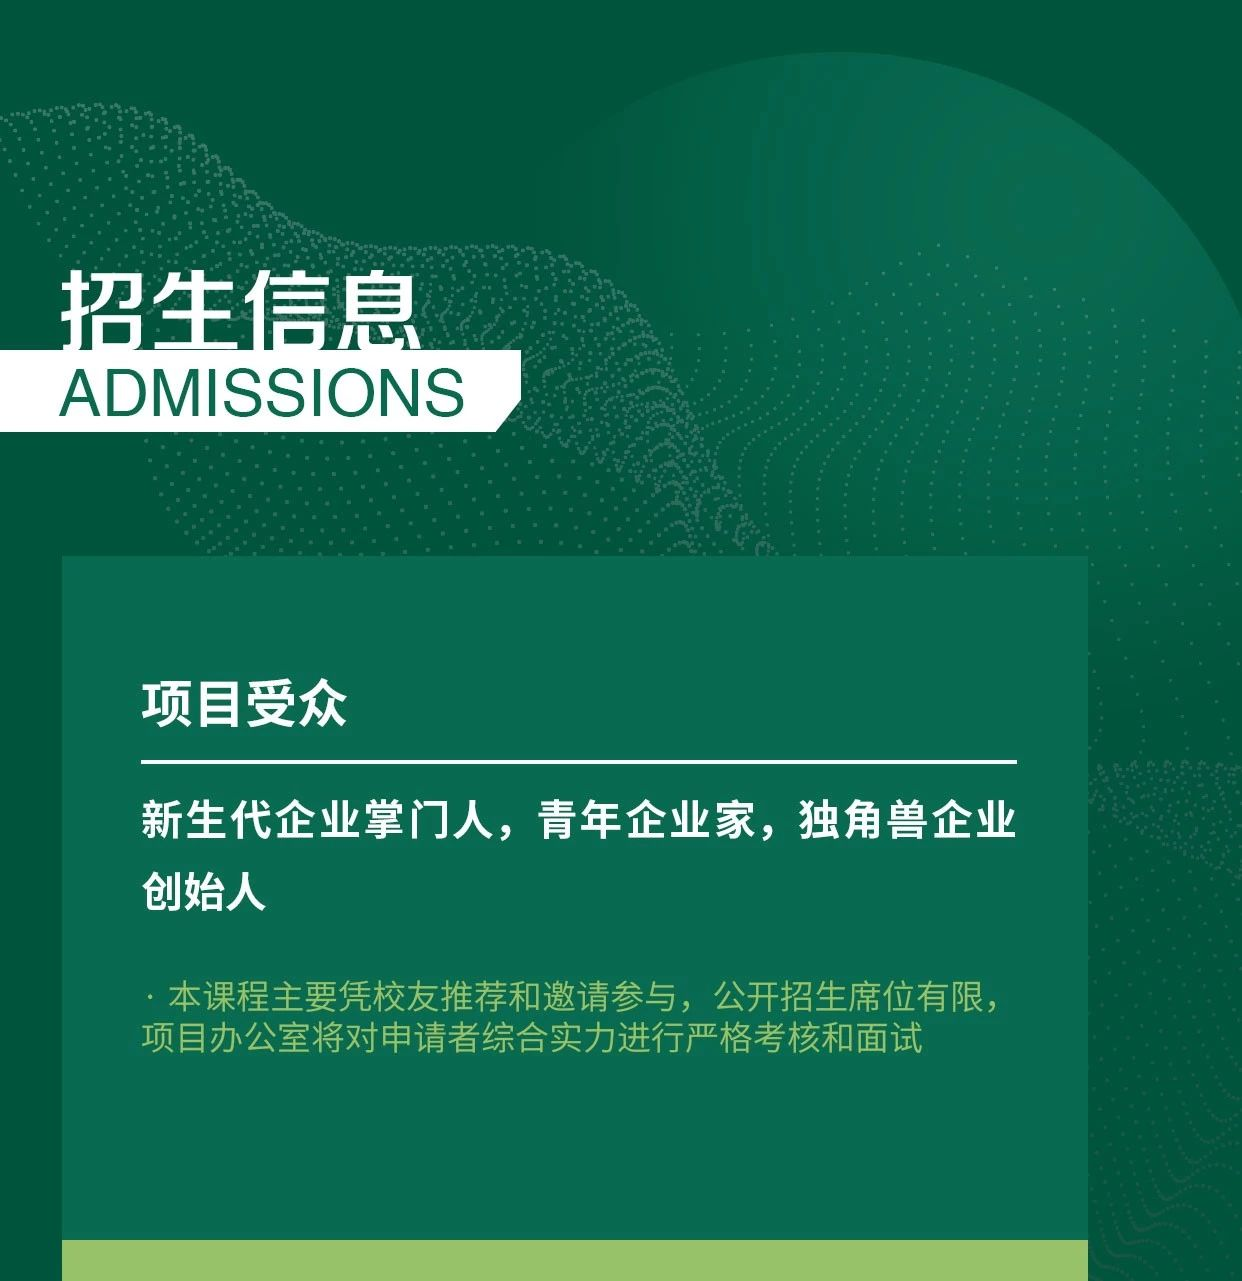 招生信息
ADMISSIONS
项目受众
新生代企业掌门人，青年企业家，独角兽企业
创始人
· 本课程主要凭校友推荐和邀请参与，公开招生席位有限，
项目办公室将对申请者综合实力进行严格考核和面试